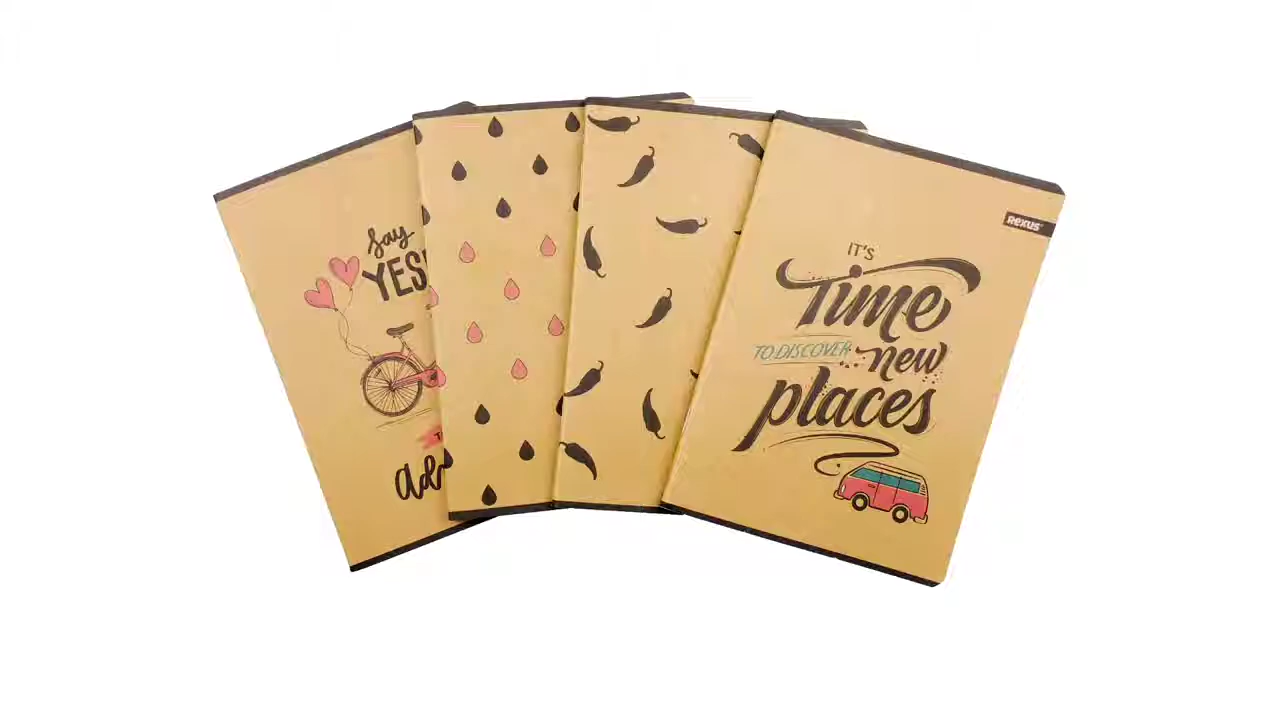 Say
YES!
REXUS
IT'S
Time
TO DISCOVER
new
places